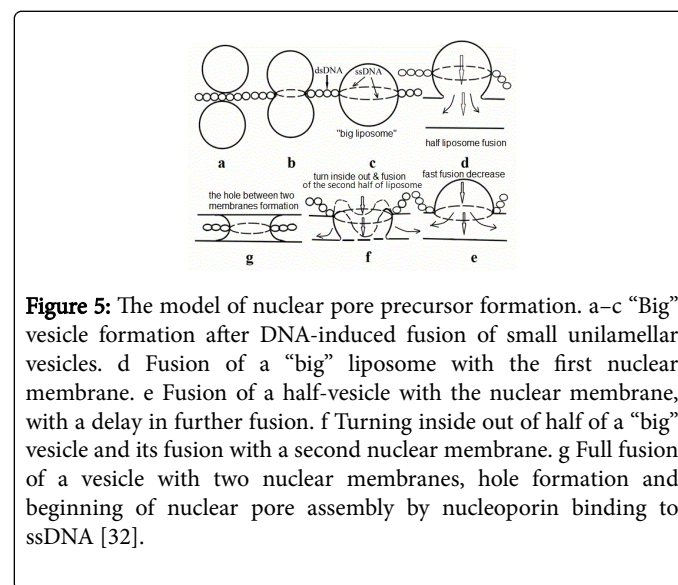 dsDNA
ssDNA
"big liposome"
half liposome fusion
a
b
c
d
the hole between two
membranes formation
turn inside out & fusion
of the second half of liposome
fast fusion decrease
g
f
e
Figure 5: The model of nuclear pore precursor formation. a–c “Big”
vesicle formation after DNA-induced fusion of small unilamellar
vesicles. d Fusion of a “big” liposome with the first nuclear
membrane. e Fusion of a half-vesicle with the nuclear membrane,
with a delay in further fusion. f Turning inside out of half of a “big”
vesicle and its fusion with a second nuclear membrane. g Full fusion
of a vesicle with two nuclear membranes, hole formation and
beginning of nuclear pore assembly by nucleoporin binding to
ssDNA [32].